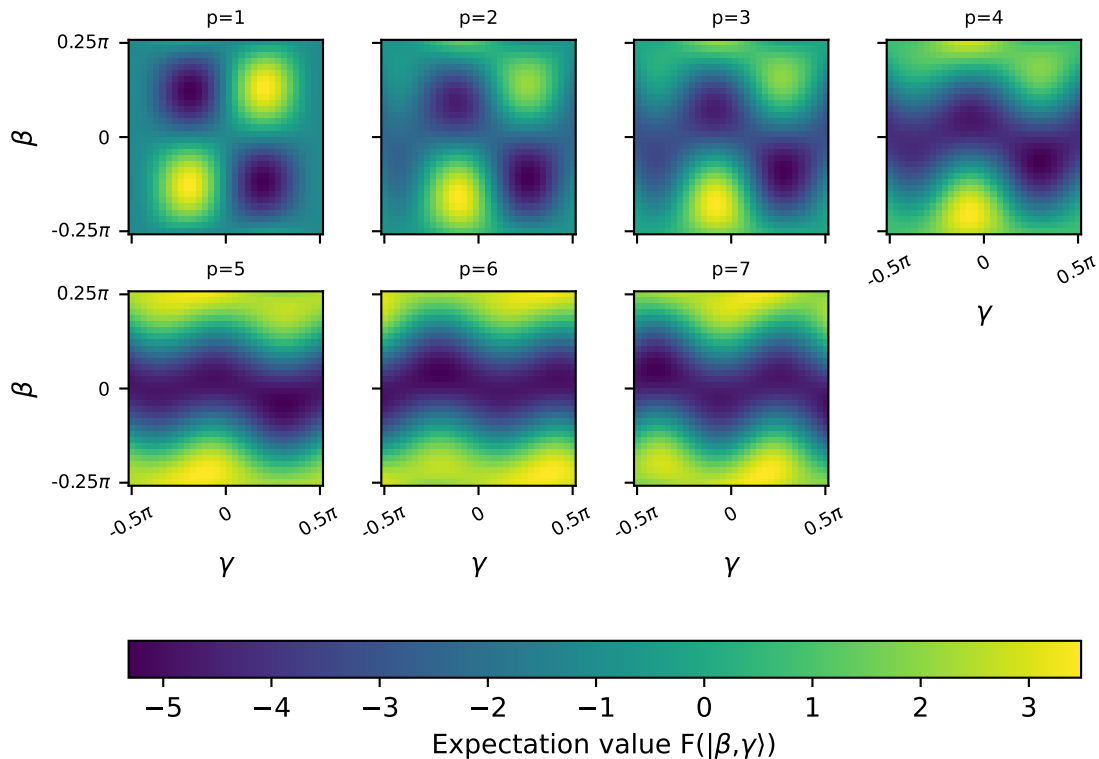 p=1 p=2 p=3 p=4
0.25π
β
0
-0.25π
-0.5π 0 0.5π
γ
p=5 p=6 p=7
0.25π
β
0
-0.25π
-0.5π 0 0.5π -0.5π 0 0.5π -0.5π 0 0.5π
γ γ γ
−5 −4 −3 −2 −1 0 1 2 3
Expectation value F(|β,γ⟩)